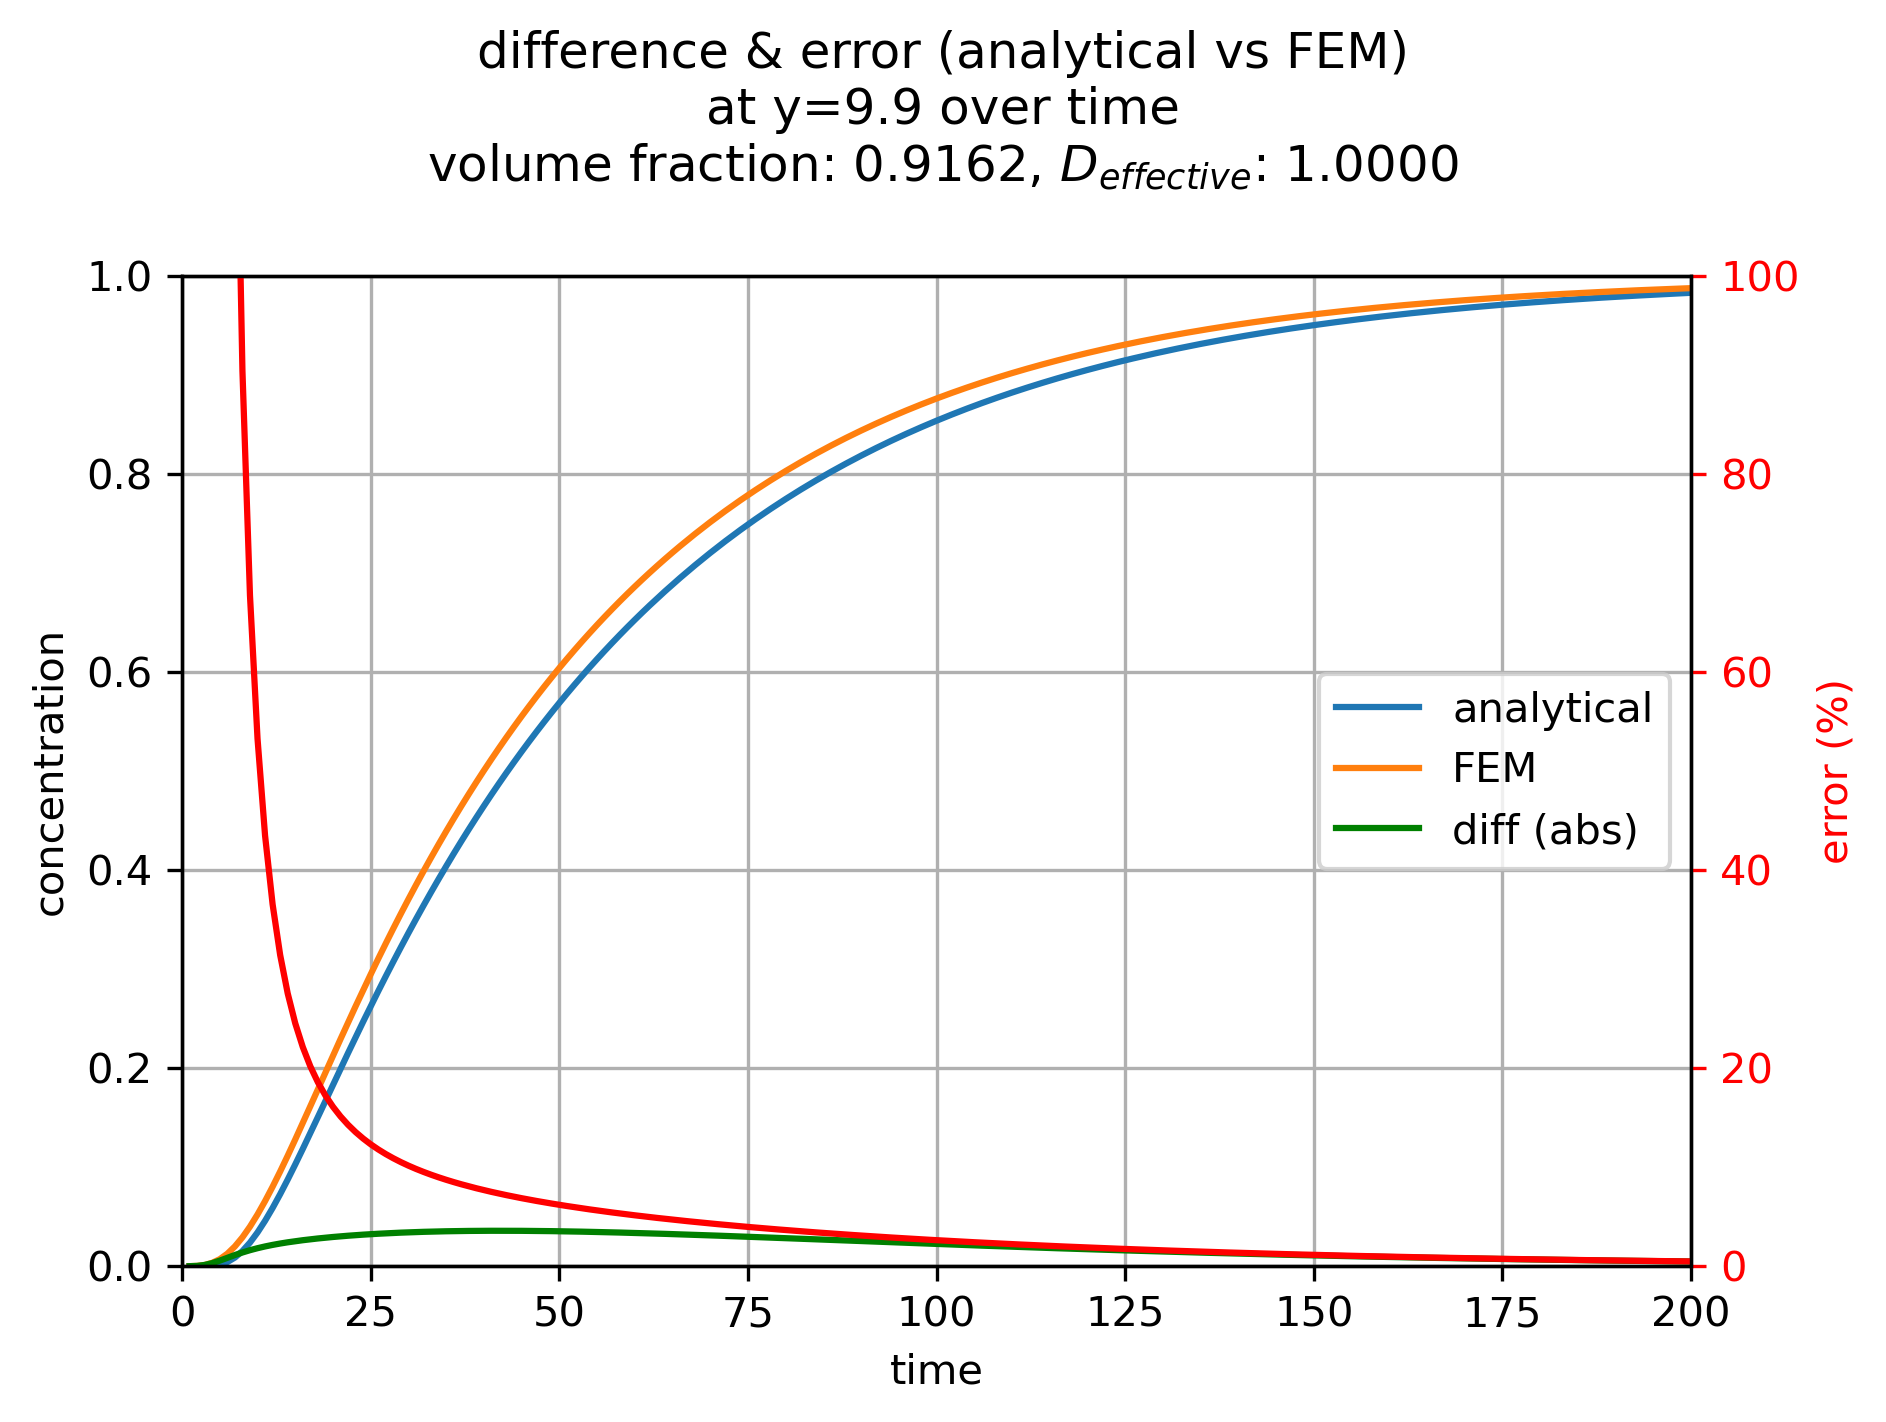 difference & error (analytical vs FEM)
at y=9.9 over time
volume fraction: 0.9162, D_effective: 1.0000
1.0
0.8
0.6
0.4
0.2
0.0
concentration
100
80
60
40
20
0
error (%)
analytical
FEM
diff (abs)
0 25 50 75 100 125 150 175 200
time